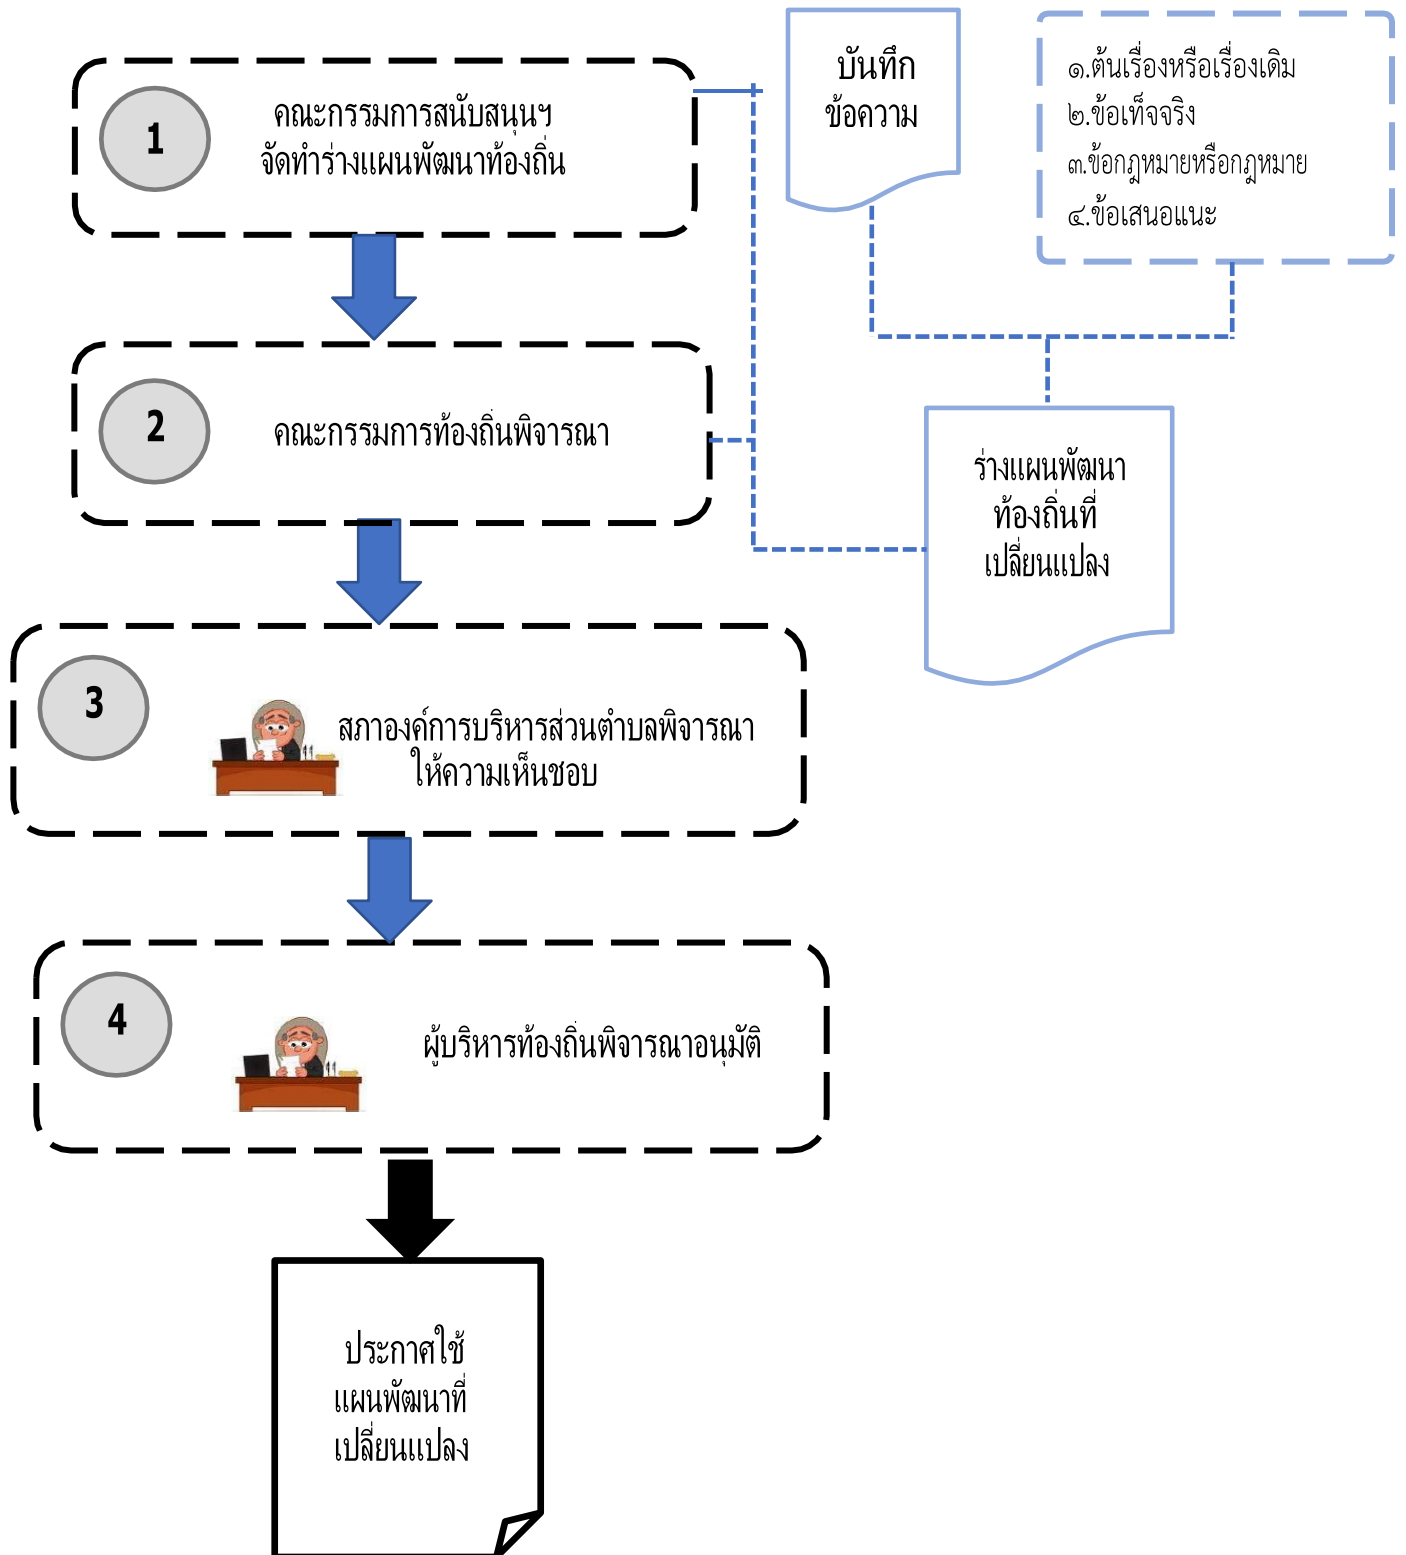 1
คณะกรรมการสนับสนุนฯ
จัดทำร่างแผนพัฒนาท้องถิ่น
บันทึก
ข้อความ
๑.ต้นเรื่องหรือเรื่องเดิม
๒.ข้อเท็จจริง
๓.ข้อกฎหมายหรือกฎหมาย
๔.ข้อเสนอแนะ
2
คณะกรรมการท้องถิ่นพิจารณา
ร่างแผนพัฒนา
ท้องถิ่นที่
เปลี่ยนแปลง
3
สภาองค์การบริหารส่วนตำบลพิจารณา
ให้ความเห็นชอบ
4
ผู้บริหารท้องถิ่นพิจารณาอนุมัติ
ประกาศใช้
แผนพัฒนาที่
เปลี่ยนแปลง